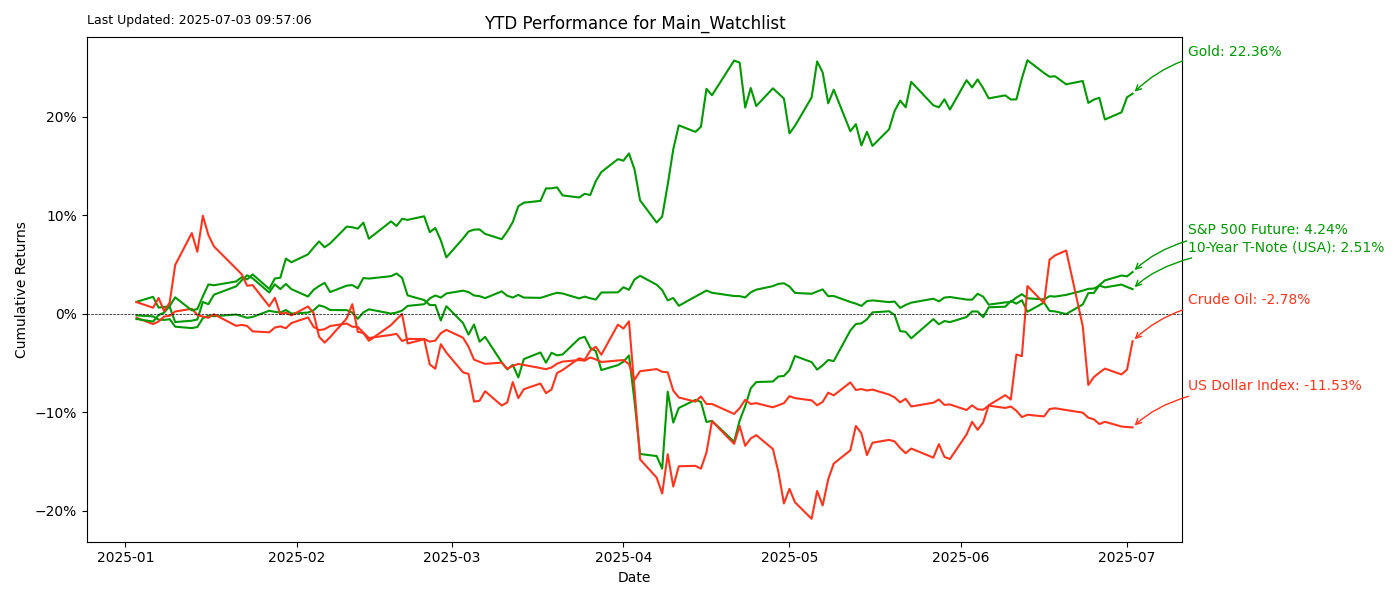 Last Updated: 2025-07-03 09:57:06
YTD Performance for Main_Watchlist
Cumulative Returns
20%
10%
0%
−10%
−20%
Gold: 22.36%
S&P 500 Future: 4.24%
10-Year T-Note (USA): 2.51%
Crude Oil: -2.78%
US Dollar Index: -11.53%
2025-01
2025-02
2025-03
2025-04
2025-05
2025-06
2025-07
Date